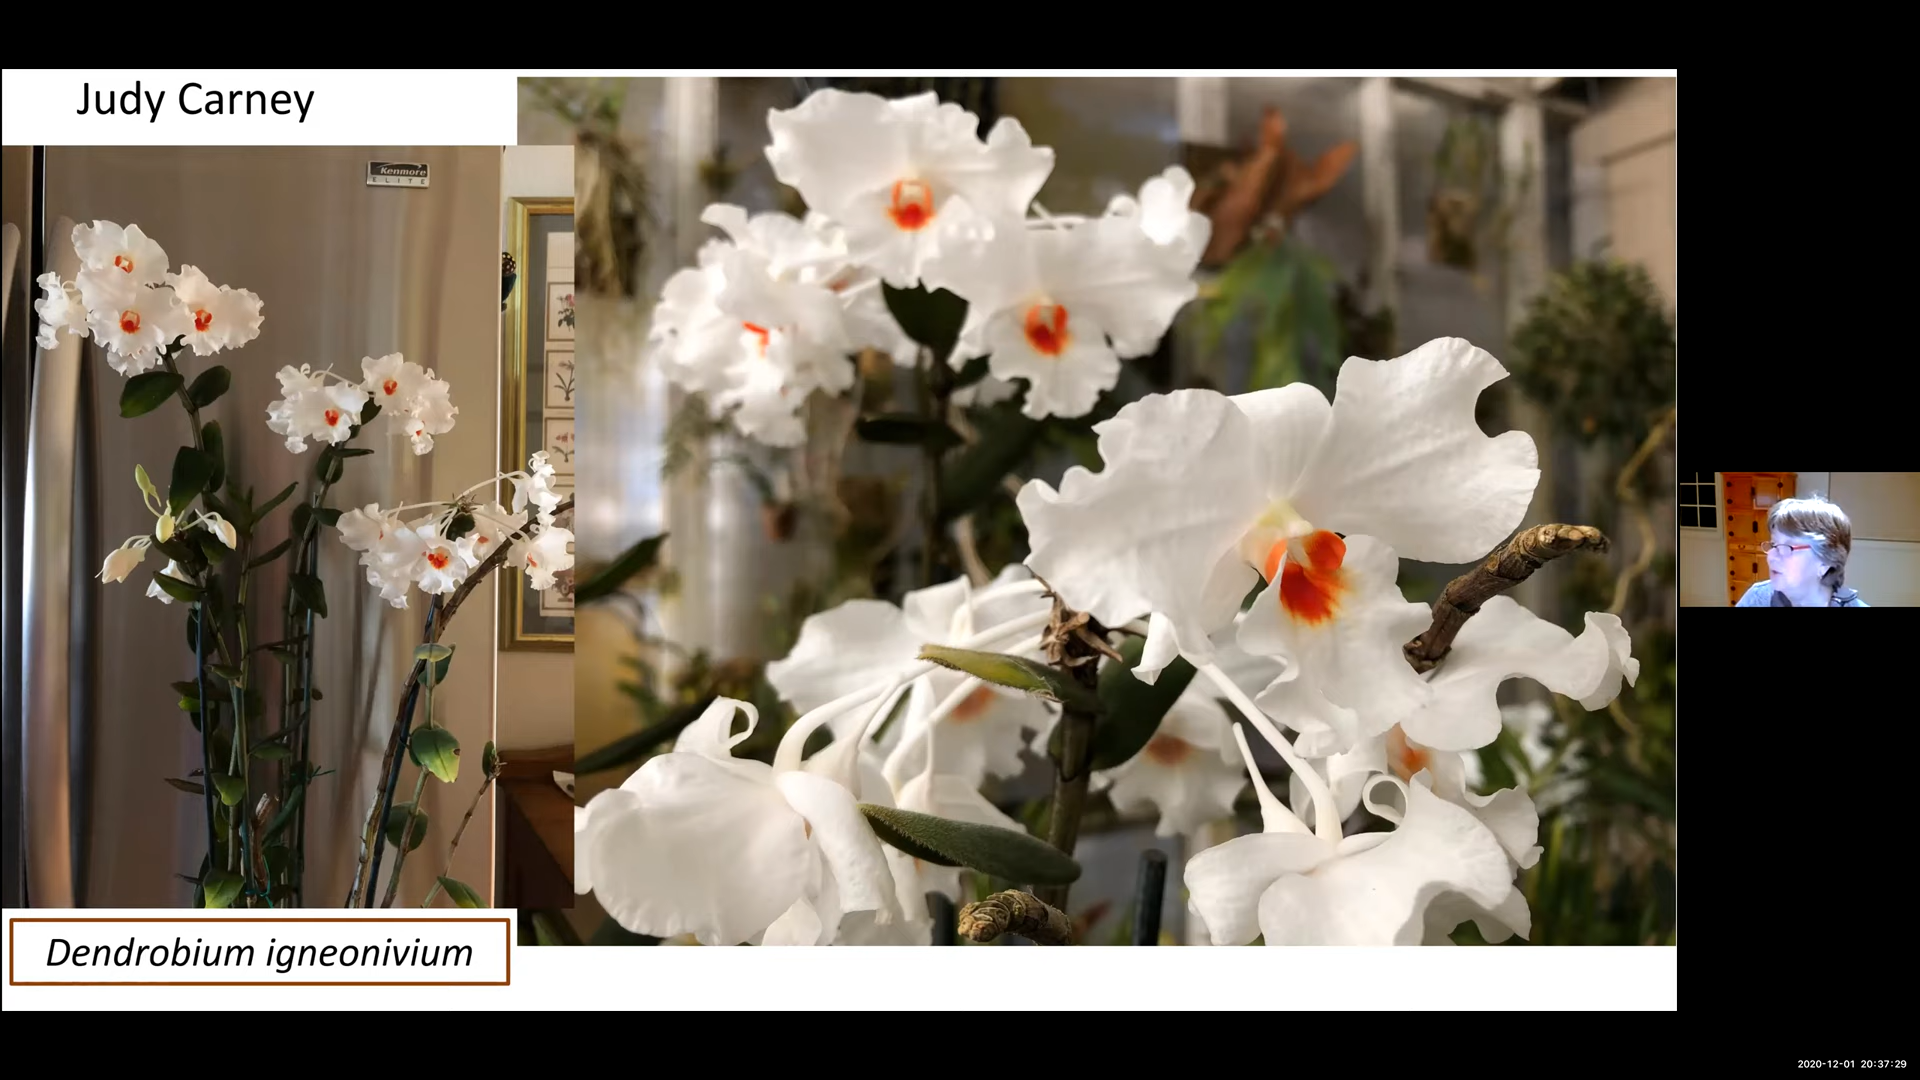 Judy Carney
Kenmore
ELITE
Dendrobium igneonivium
2020-12-01 20:37:29